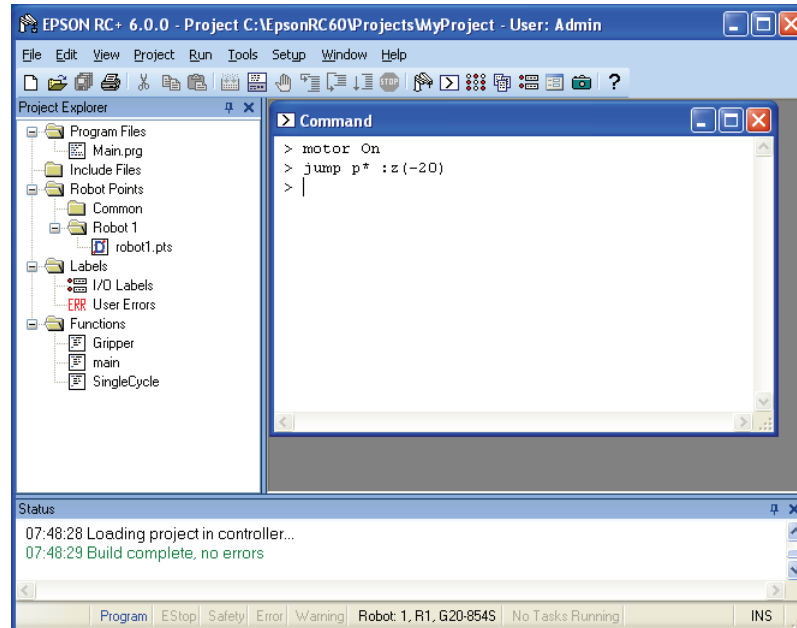 EPSON RC+ 6.0.0 - Project C:\EpsonRC60\Projects\MyProject - User: Admin
File Edit View Project Run Tools Setup Window Help
STOP
?
Project Explorer
Program Files
Main.prg
Include Files
Robot Points
Common
Robot 1
robot1.pts
Labels
I/O Labels
ERR User Errors
Functions
Gripper
main
SingleCycle
Command
> motor On
> jump p* :z(-20)
>
Status
07:48:28 Loading project in controller...
07:48:29 Build complete, no errors
Program EStop Safety Error Warning Robot: 1, R1, G20-854S No Tasks Running INS